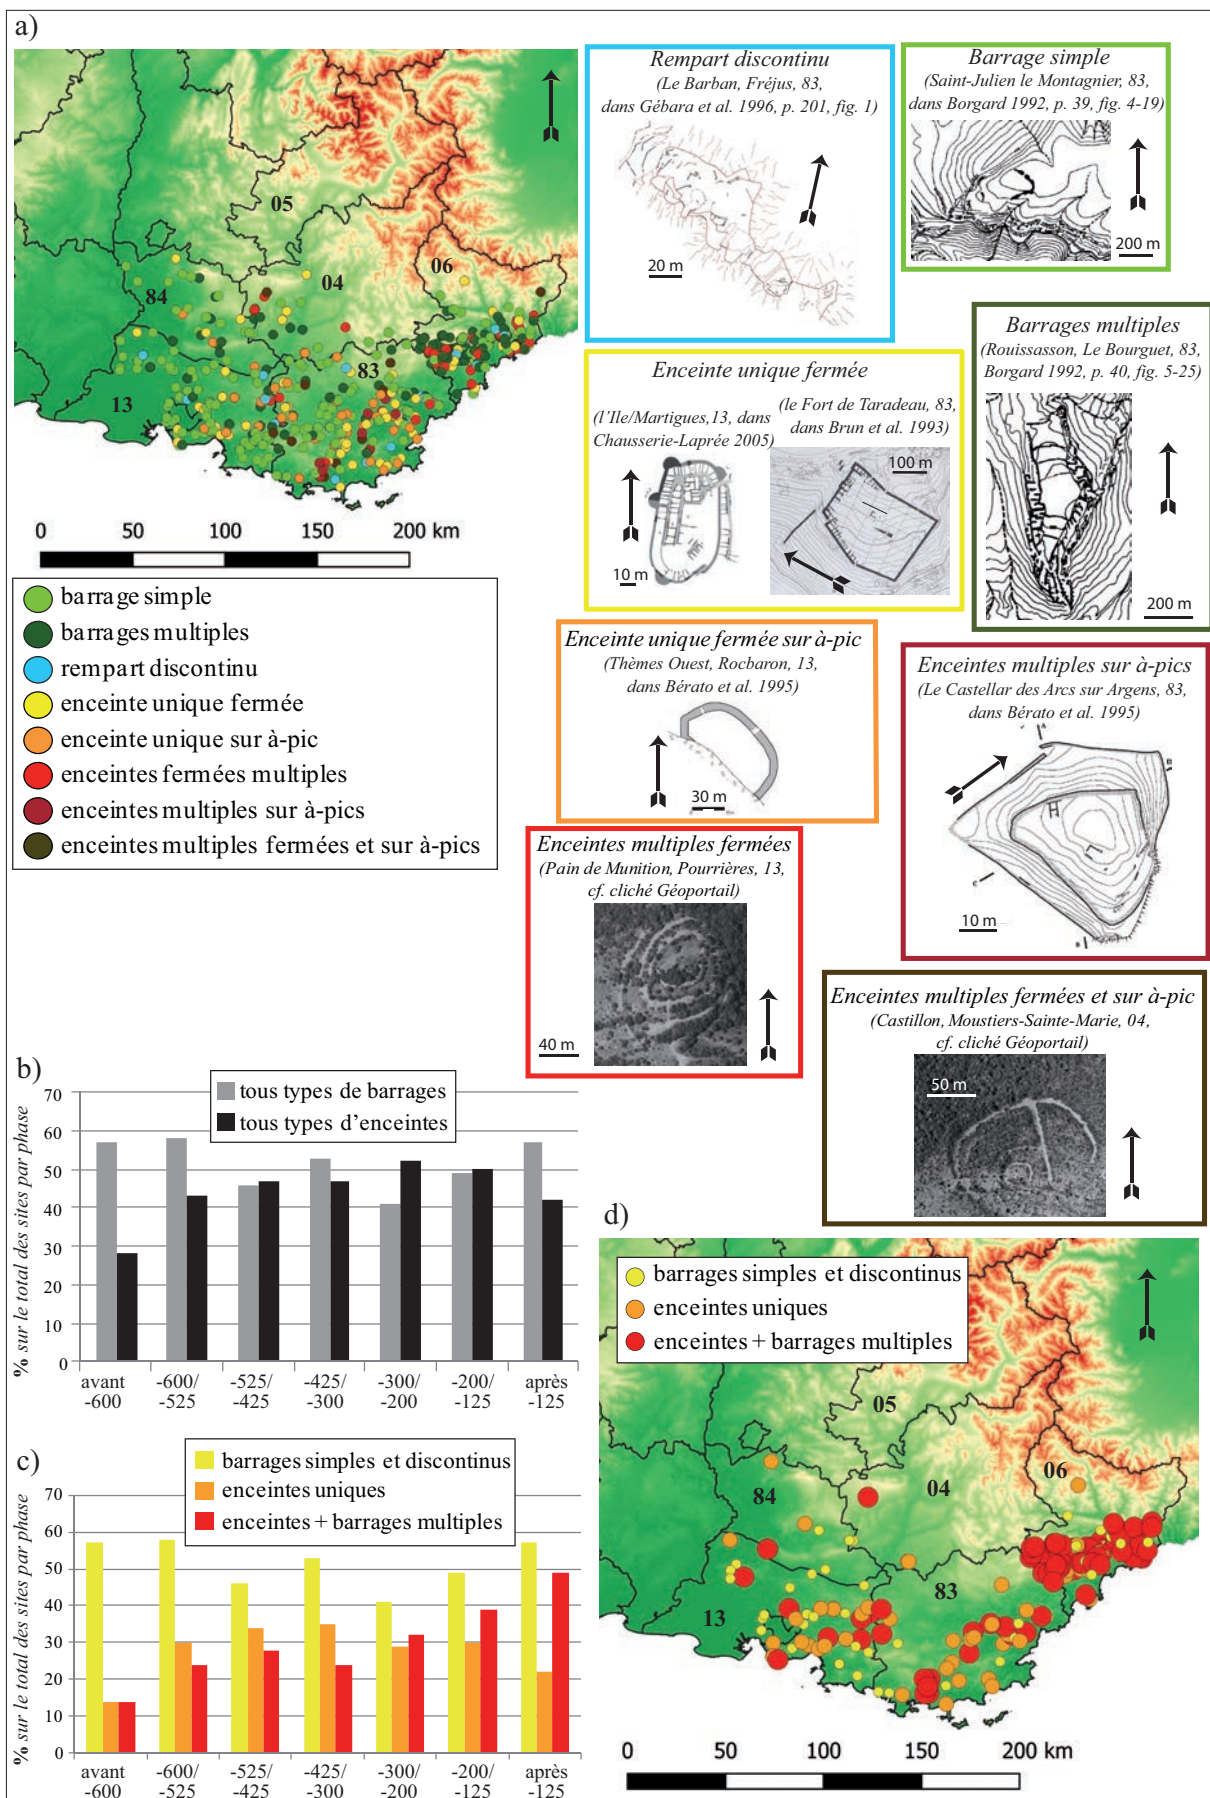 a)
05
04
06
84
83
13
0 50 100 150 200 km
barrage simple
barrages multiples
rempart discontinu
enceinte unique fermée
enceinte unique sur à-pic
enceintes fermées multiples
enceintes multiples sur à-pics
enceintes multiples fermées et sur à-pics
Rempart discontinu
(Le Barban, Fréjus, 83,
dans Gébara et al. 1996, p. 201, fig. 1)
20 m
Barrage simple
(Saint-Julien le Montagnier, 83,
dans Borgard 1992, p. 39, fig. 4-19)
200 m
Barrages multiples
(Rouissasson, Le Bourguet, 83,
Borgard 1992, p. 40, fig. 5-25)
200 m
Enceinte unique fermée
(l'Ile/Martigues,13, dans
Chausserie-Laprée 2005)
10 m
(le Fort de Taradeau, 83,
dans Brun et al. 1993)
100 m
Enceinte unique fermée sur à-pic
(Thèmes Ouest, Rocbaron, 13,
dans Bérato et al. 1995)
30 m
Enceintes multiples sur à-pics
(Le Castellar des Arcs sur Argens, 83,
dans Bérato et al. 1995)
10 m
Enceintes multiples fermées
(Pain de Munition, Pourrières, 13,
cf. cliché Géoportail)
40 m
Enceintes multiples fermées et sur à-pic
(Castillon, Moustiers-Sainte-Marie, 04,
cf. cliché Géoportail)
50 m
b)
% sur le total des sites par phase
70
60
50
40
30
20
10
0
tous types de barrages
tous types d'enceintes
avant -600/ -525/ -425/ -300/ -200/ après
-600 -525 -425 -300 -200 -125 -125
c)
% sur le total des sites par phase
70
60
50
40
30
20
10
0
barrages simples et discontinus
enceintes uniques
enceintes + barrages multiples
avant -600/ -525/ -425/ -300/ -200/ après
-600 -525 -425 -300 -200 -125 -125
d)
barrages simples et discontinus
enceintes uniques
enceintes + barrages multiples
05
04
06
84
83
13
0 50 100 150 200 km